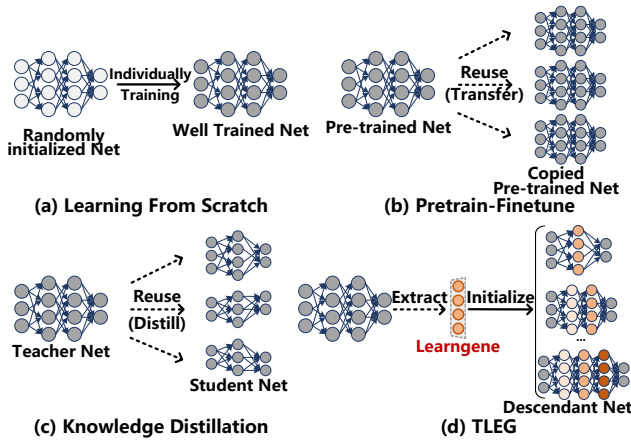 Individually
Training
Randomly
initialized Net
Well Trained Net
(a) Learning From Scratch
Reuse
(Transfer)
Pre-trained Net
Copied
Pre-trained Net
(b) Pretrain-Finetune
Reuse
(Distill)
Teacher Net
Student Net
(c) Knowledge Distillation
Extract
Initialize
Learngene
...
Descendant Net
(d) TLEG